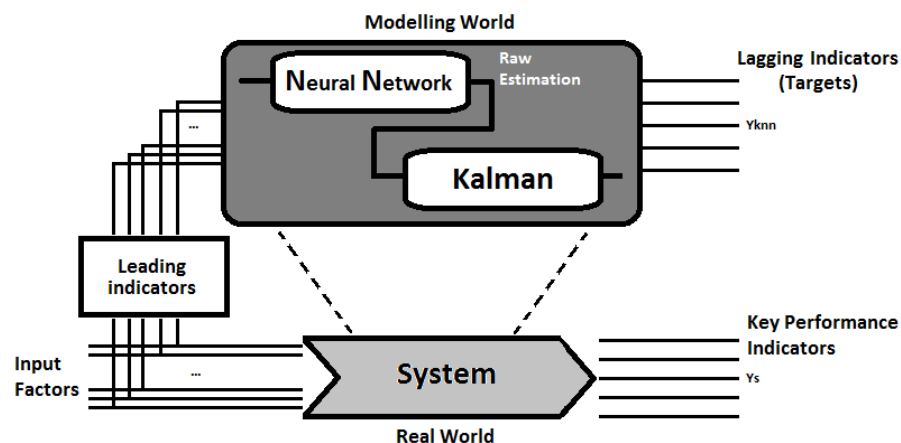 Modelling World
Neural Network
Raw
Estimation
Lagging Indicators
(Targets)
...
Yknn
Kalman
Leading
indicators
Key Performance
Indicators
Input
Factors
...
System
Ys
Real World